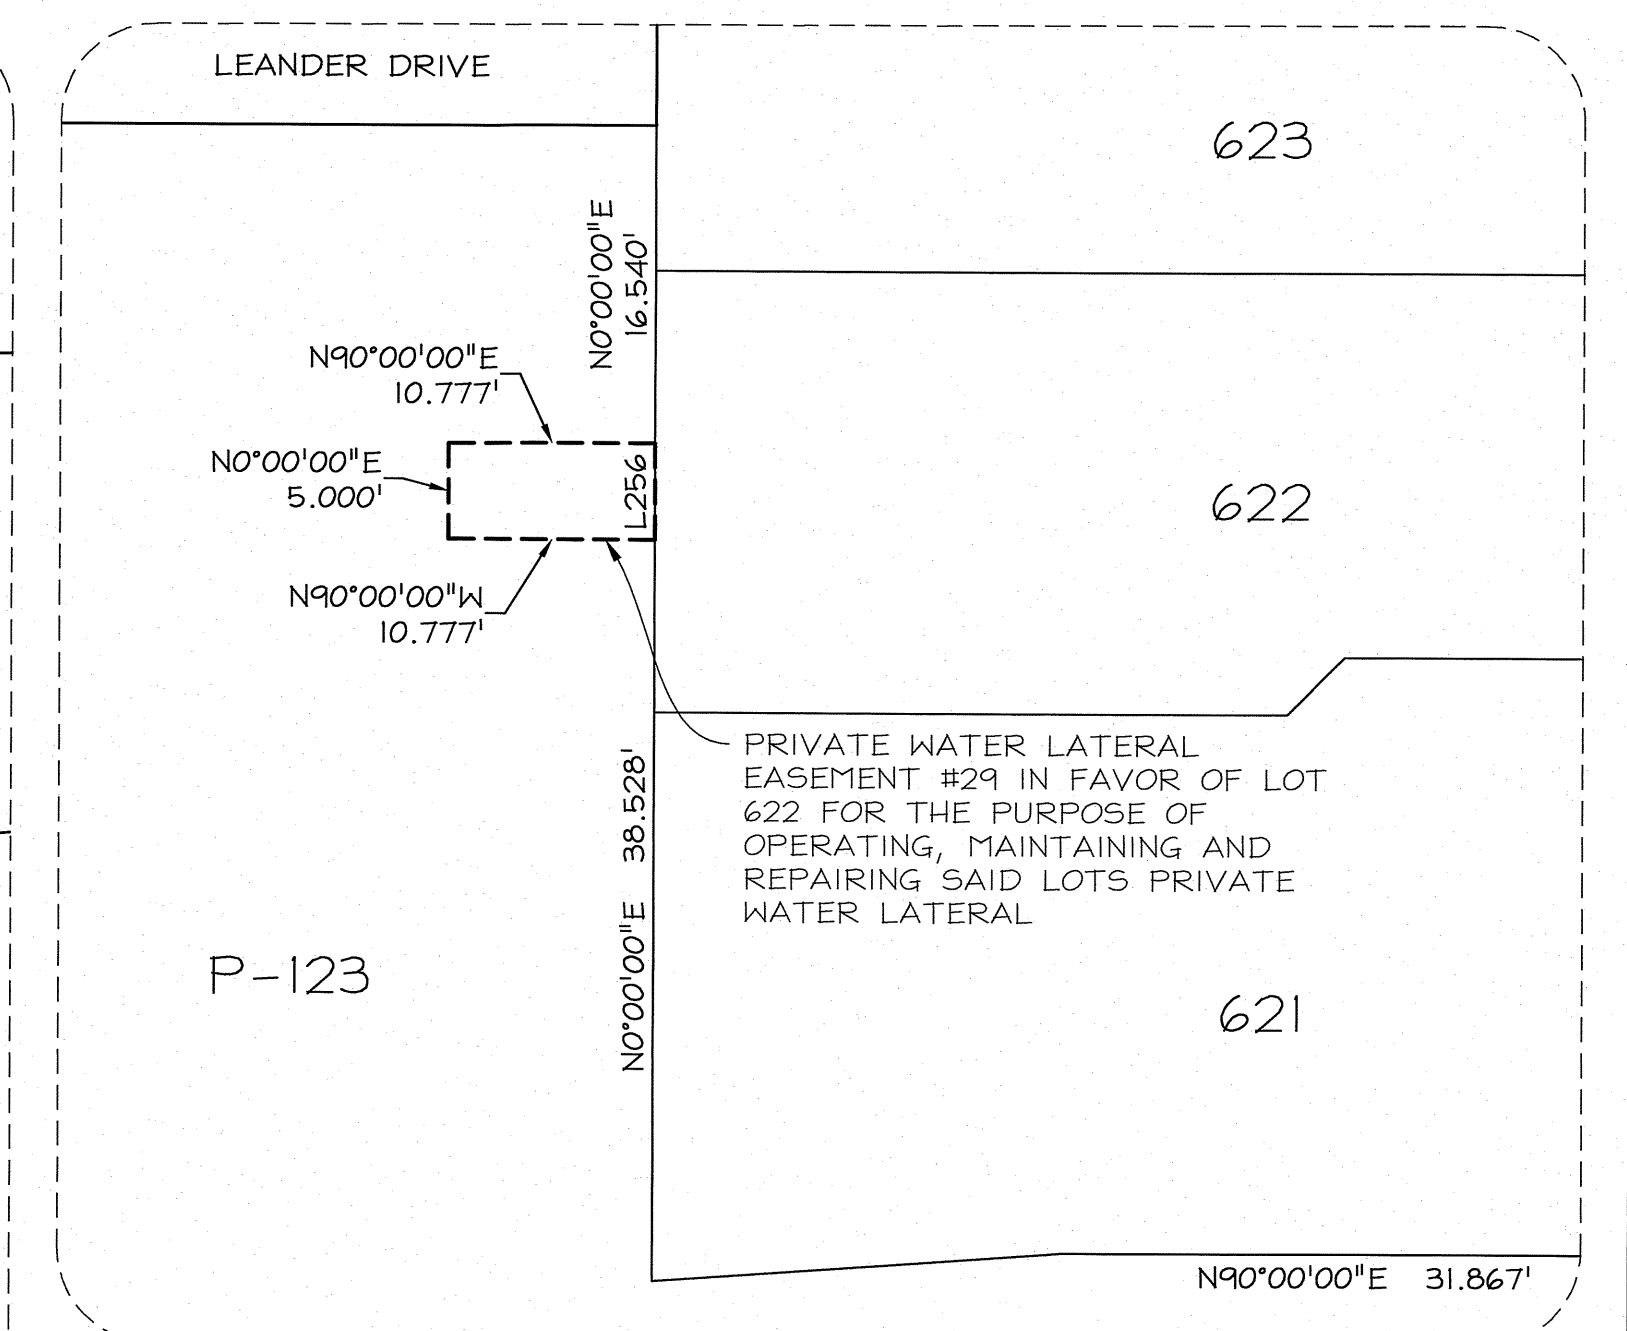 LEANDER DRIVE
623
N0°00'00"E
16.540'
N90°00'00"E
10.777'
N0°00'00"E
5.000'
L256
622
N90°00'00"W
10.777'
PRIVATE WATER LATERAL
EASEMENT #29 IN FAVOR OF LOT
622 FOR THE PURPOSE OF
OPERATING, MAINTAINING AND
REPAIRING SAID LOTS PRIVATE
WATER LATERAL
N0°00'00"E 38.528'
P-123
621
N90°00'00"E 31.867'